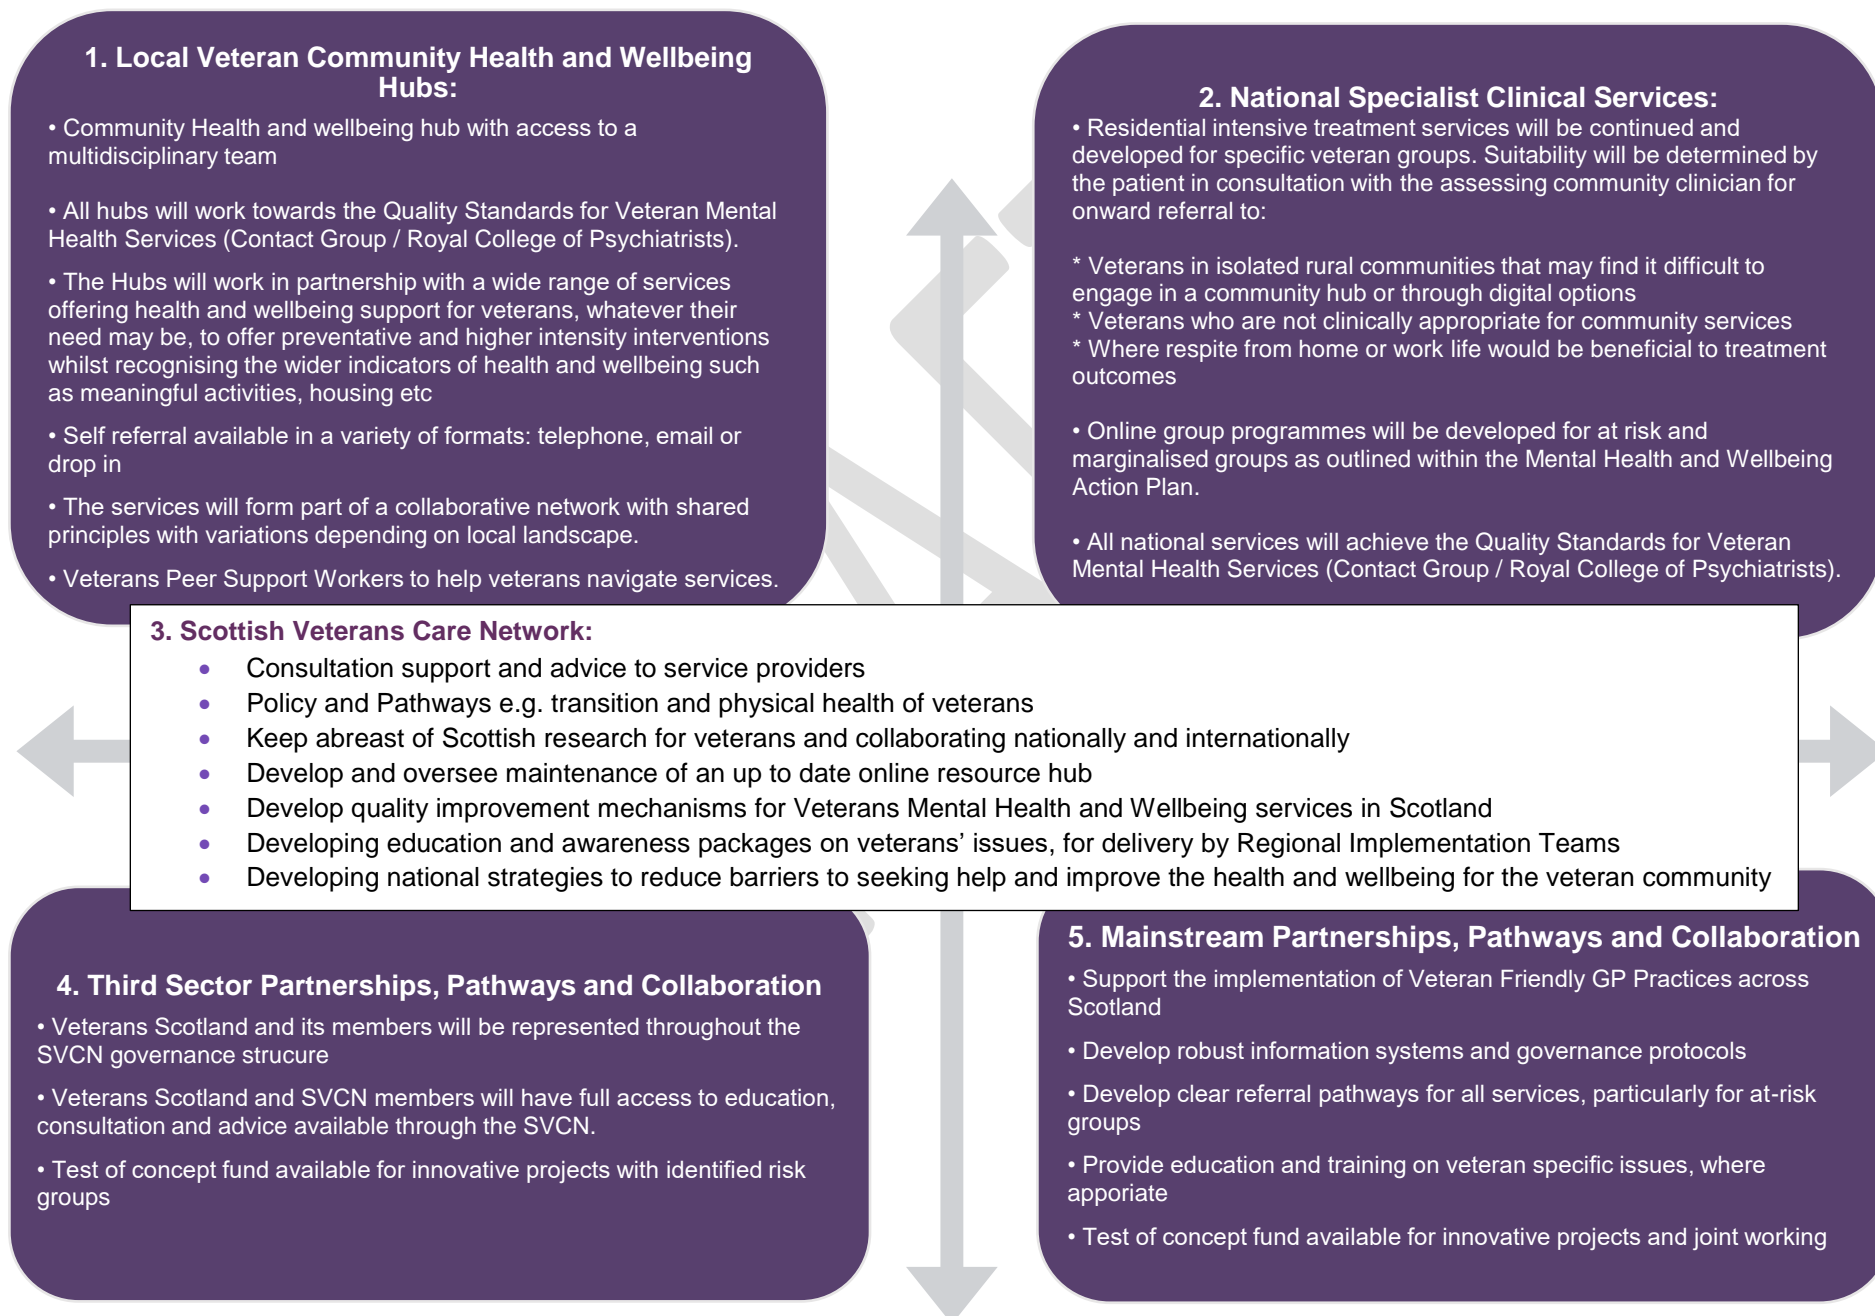 1. Local Veteran Community Health and Wellbeing
Hubs:
• Community Health and wellbeing hub with access to a
multidisciplinary team
• All hubs will work towards the Quality Standards for Veteran Mental
Health Services (Contact Group / Royal College of Psychiatrists).
• The Hubs will work in partnership with a wide range of services
offering health and wellbeing support for veterans, whatever their
need may be, to offer preventative and higher intensity interventions
whilst recognising the wider indicators of health and wellbeing such
as meaningful activities, housing etc
• Self referral available in a variety of formats: telephone, email or
drop in
• The services will form part of a collaborative network with shared
principles with variations depending on local landscape.
• Veterans Peer Support Workers to help veterans navigate services.
2. National Specialist Clinical Services:
• Residential intensive treatment services will be continued and
developed for specific veteran groups. Suitability will be determined by
the patient in consultation with the assessing community clinician for
onward referral to:
* Veterans in isolated rural communities that may find it difficult to
engage in a community hub or through digital options
* Veterans who are not clinically appropriate for community services
* Where respite from home or work life would be beneficial to treatment
outcomes
• Online group programmes will be developed for at risk and
marginalised groups as outlined within the Mental Health and Wellbeing
Action Plan.
• All national services will achieve the Quality Standards for Veteran
Mental Health Services (Contact Group / Royal College of Psychiatrists).
3. Scottish Veterans Care Network:
• Consultation support and advice to service providers
• Policy and Pathways e.g. transition and physical health of veterans
• Keep abreast of Scottish research for veterans and collaborating nationally and internationally
• Develop and oversee maintenance of an up to date online resource hub
• Develop quality improvement mechanisms for Veterans Mental Health and Wellbeing services in Scotland
• Developing education and awareness packages on veterans’ issues, for delivery by Regional Implementation Teams
• Developing national strategies to reduce barriers to seeking help and improve the health and wellbeing for the veteran community
4. Third Sector Partnerships, Pathways and Collaboration
• Veterans Scotland and its members will be represented throughout the
SVCN governance strucure
• Veterans Scotland and SVCN members will have full access to education,
consultation and advice available through the SVCN.
• Test of concept fund available for innovative projects with identified risk
groups
5. Mainstream Partnerships, Pathways and Collaboration
• Support the implementation of Veteran Friendly GP Practices across
Scotland
• Develop robust information systems and governance protocols
• Develop clear referral pathways for all services, particularly for at-risk
groups
• Provide education and training on veteran specific issues, where
apporiate
• Test of concept fund available for innovative projects and joint working